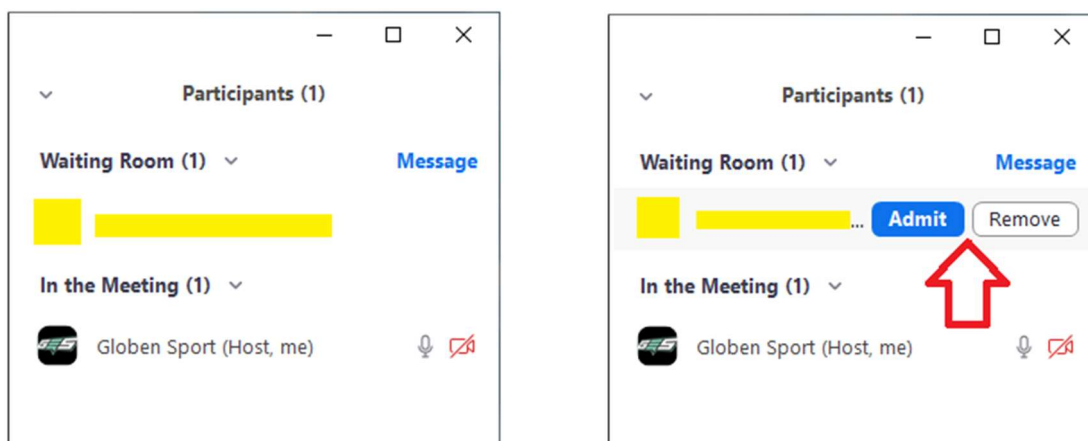 Participants (1)
Waiting Room (1)
Message
In the Meeting (1)
Globen Sport (Host, me)
Participants (1)
Waiting Room (1)
Message
... Admit Remove
In the Meeting (1)
Globen Sport (Host, me)